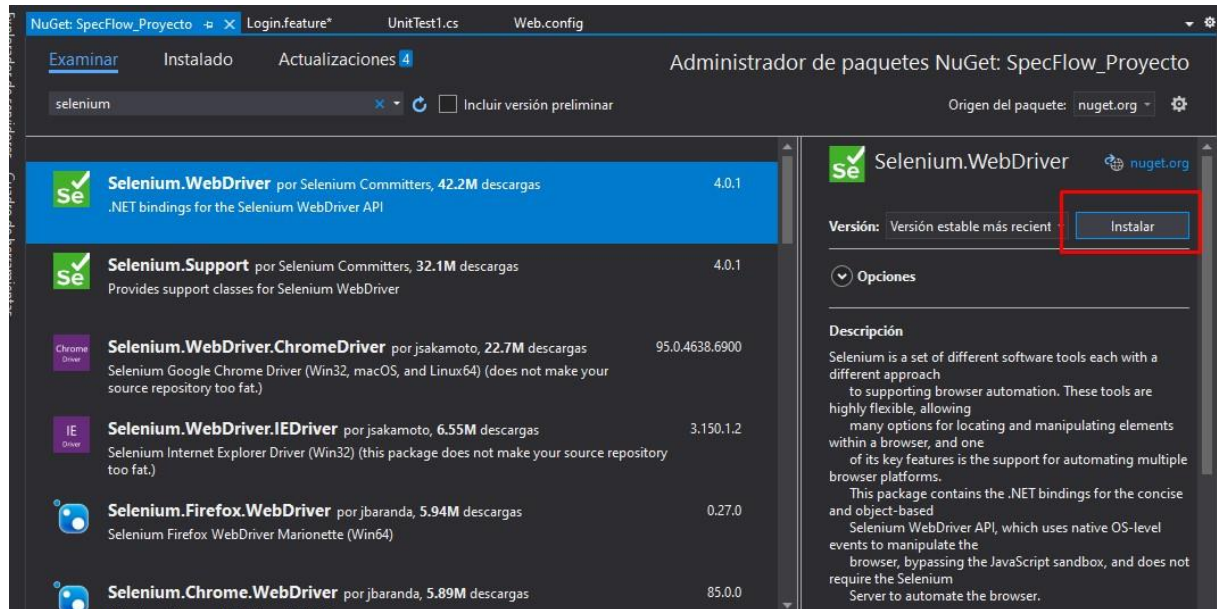 NuGet: SpecFlow_Proyecto
Login.feature*
UnitTest1.cs
Web.config
Examinar
Instalado
Actualizaciones 4
Administrador de paquetes NuGet: SpecFlow_Proyecto
selenium
Incluir versión preliminar
Origen del paquete: nuget.org
Selenium.WebDriver por Selenium Committers, 42.2M descargas
4.0.1
.NET bindings for the Selenium WebDriver API
Selenium.Support por Selenium Committers, 32.1M descargas
4.0.1
Provides support classes for Selenium WebDriver
Chrome
Driver
Selenium.WebDriver.ChromeDriver por jsakamoto, 22.7M descargas
95.0.4638.6900
Selenium Google Chrome Driver (Win32, macOS, and Linux64) (does not make your
source repository too fat.)
IE
Driver
Selenium.WebDriver.IEDriver por jsakamoto, 6.55M descargas
3.150.1.2
Selenium Internet Explorer Driver (Win32) (this package does not make your source repository
too fat.)
Selenium.Firefox.WebDriver por jbaranda, 5.94M descargas
0.27.0
Selenium Firefox WebDriver Marionette (Win64)
Selenium.Chrome.WebDriver por jbaranda, 5.89M descargas
85.0.0
Se
Selenium.WebDriver
nuget.org
Versión: Versión estable más recient
Instalar
Opciones
Descripción
Selenium is a set of different software tools each with a
different approach
to supporting browser automation. These tools are
highly flexible, allowing
many options for locating and manipulating elements
within a browser, and one
of its key features is the support for automating multiple
browser platforms.
This package contains the .NET bindings for the concise
and object-based
Selenium WebDriver API, which uses native OS-level
events to manipulate the
browser, bypassing the JavaScript sandbox, and does not
require the Selenium
Server to automate the browser.